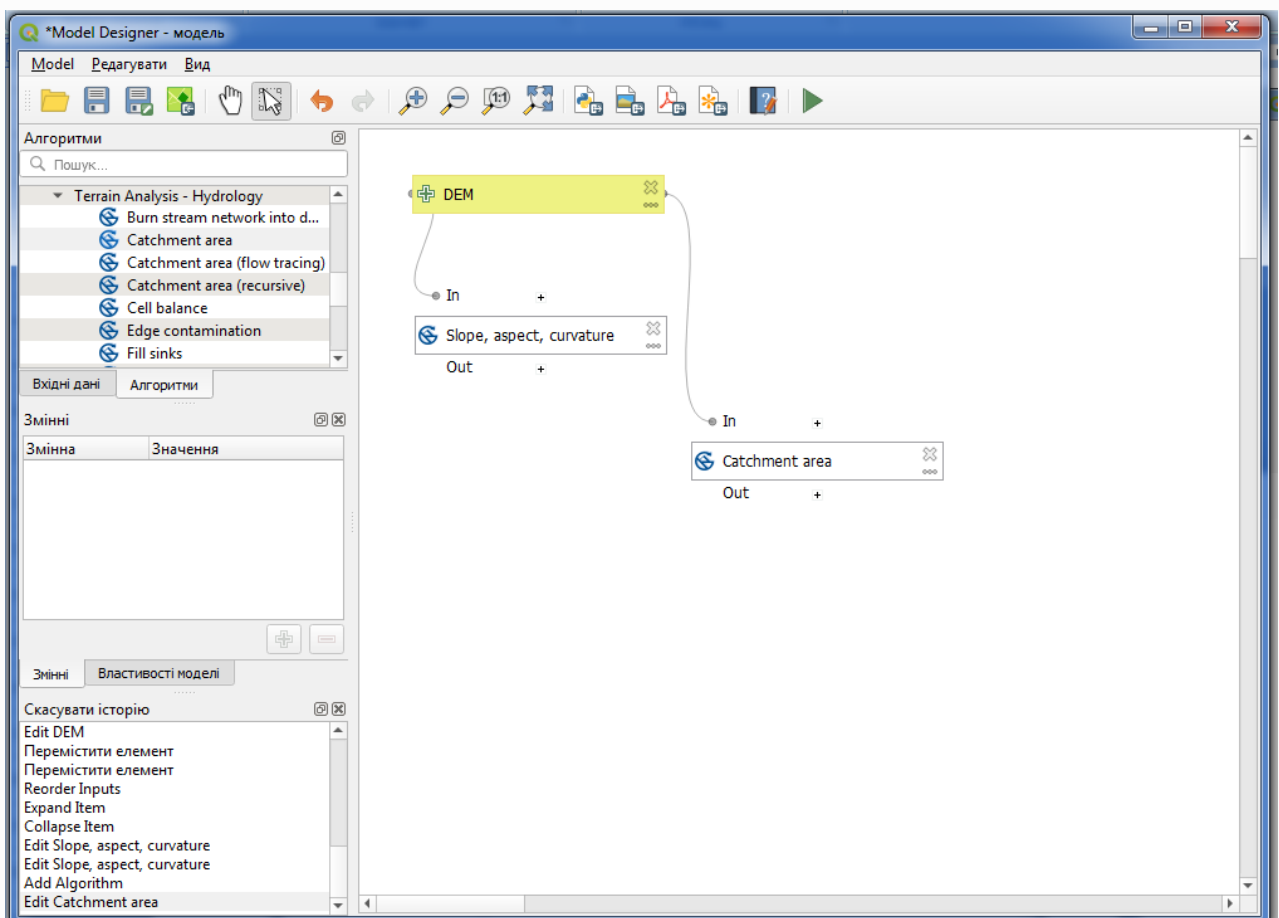 *Model Designer - модель
Model Редагувати Вид
Алгоритми
Пошук...
Terrain Analysis - Hydrology
Burn stream network into d...
Catchment area
Catchment area (flow tracing)
Catchment area (recursive)
Cell balance
Edge contamination
Fill sinks
Вхідні дані Алгоритми
Змінні
Змінна Значення
Змінні Властивості моделі
Скасувати історію
Edit DEM
Перемістити елемент
Перемістити елемент
Reorder Inputs
Expand Item
Collapse Item
Edit Slope, aspect, curvature
Edit Slope, aspect, curvature
Add Algorithm
Edit Catchment area
DEM
In +
Slope, aspect, curvature
Out +
In +
Catchment area
Out +